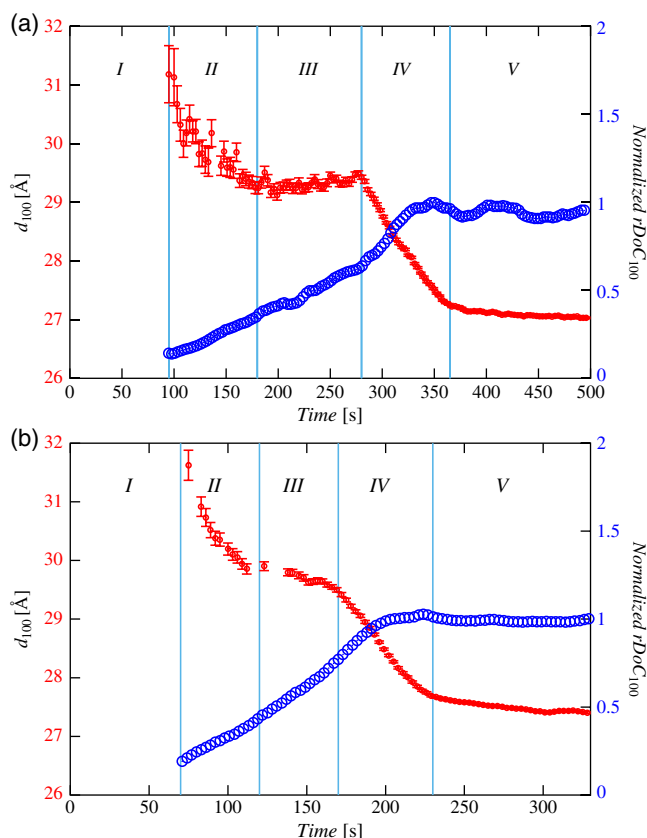 (a)
32
31
30
29
28
27
26
d100 [Å]
I II III IV V
2
1.5
1
0.5
0
Normalized rDoC100
0 50 100 150 200 250 300 350 400 450 500
Time [s]
(b)
32
31
30
29
28
27
26
d100 [Å]
I II III IV V
2
1.5
1
0.5
0
Normalized rDoC100
0 50 100 150 200 250 300
Time [s]